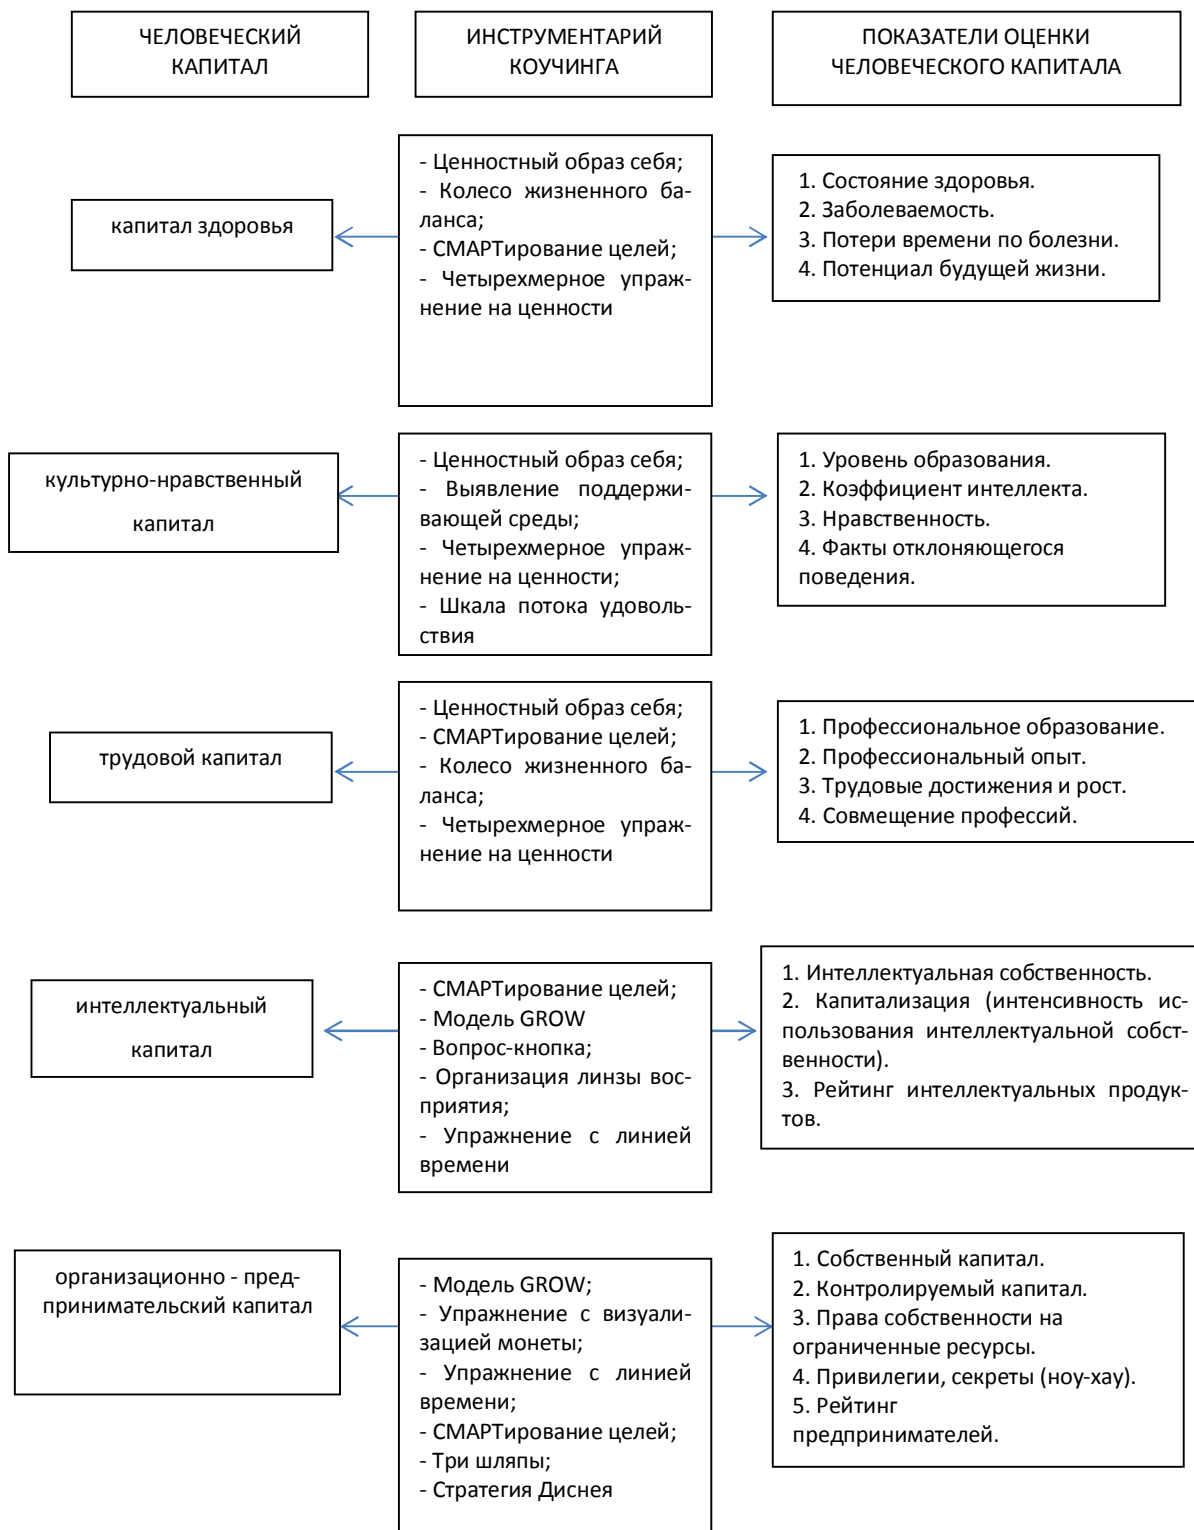 ЧЕЛОВЕЧЕСКИЙ
КАПИТАЛ
ИНСТРУМЕНТАРИЙ
КОУЧИНГА
ПОКАЗАТЕЛИ ОЦЕНКИ
ЧЕЛОВЕЧЕСКОГО КАПИТАЛА
капитал здоровья
- Ценностный образ себя;
- Колесо жизненного ба-
ланса;
- СМАРТирование целей;
- Четырехмерное упраж-
нение на ценности
1. Состояние здоровья.
2. Заболеваемость.
3. Потери времени по болезни.
4. Потенциал будущей жизни.
культурно-нравственный
капитал
- Ценностный образ себя;
- Выявление поддержи-
вающей среды;
- Четырехмерное упраж-
нение на ценности;
- Шкала потока удоволь-
ствия
1. Уровень образования.
2. Коэффициент интеллекта.
3. Нравственность.
4. Факты отклоняющегося
поведения.
трудовой капитал
- Ценностный образ себя;
- СМАРТирование целей;
- Колесо жизненного ба-
ланса;
- Четырехмерное упраж-
нение на ценности
1. Профессиональное образование.
2. Профессиональный опыт.
3. Трудовые достижения и рост.
4. Совмещение профессий.
интеллектуальный
капитал
- СМАРТирование целей;
- Модель GROW
- Вопрос-кнопка;
- Организация линзы вос-
приятия;
- Упражнение с линией
времени
1. Интеллектуальная собственность.
2. Капитализация (интенсивность ис-
пользования интеллектуальной собст-
венности).
3. Рейтинг интеллектуальных продук-
тов.
организационно - пред-
принимательский капитал
- Модель GROW;
- Упражнение с визуали-
зацией монеты;
- Упражнение с линией
времени;
- СМАРТирование целей;
- Три шляпы;
- Стратегия Диснея
1. Собственный капитал.
2. Контролируемый капитал.
3. Права собственности на
ограниченные ресурсы.
4. Привилегии, секреты (ноу-хау).
5. Рейтинг
предпринимателей.